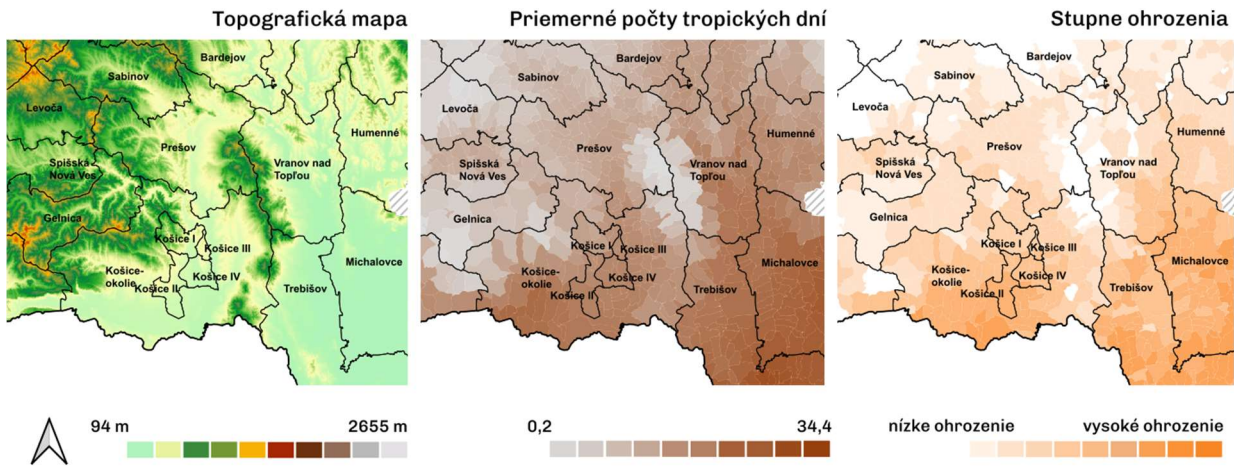 Topografická mapa
Priemerné počty tropických dní
Stupne ohrozenia
Bardejov
Sabinov
Levoča
Humenné
Prešov
Spišská
Nová Ves
Vranov nad
Topľou
Gelnica
Košice I
Košice III
Košice-
okolie
Košice IV
Košice II
Trebišov
Michalovce
Bardejov
Sabinov
Levoča
Humenné
Prešov
Spišská
Nová Ves
Vranov nad
Topľou
Gelnica
Košice I
Košice III
Košice-
okolie
Košice IV
Košice II
Trebišov
Michalovce
Bardejov
Sabinov
Levoča
Humenné
Prešov
Spišská
Nová Ves
Vranov nad
Topľou
Gelnica
Košice I
Košice III
Košice-
okolie
Košice IV
Košice II
Trebišov
Michalovce
94 m
2655 m
0,2
34,4
nízke ohrozenie
vysoké ohrozenie